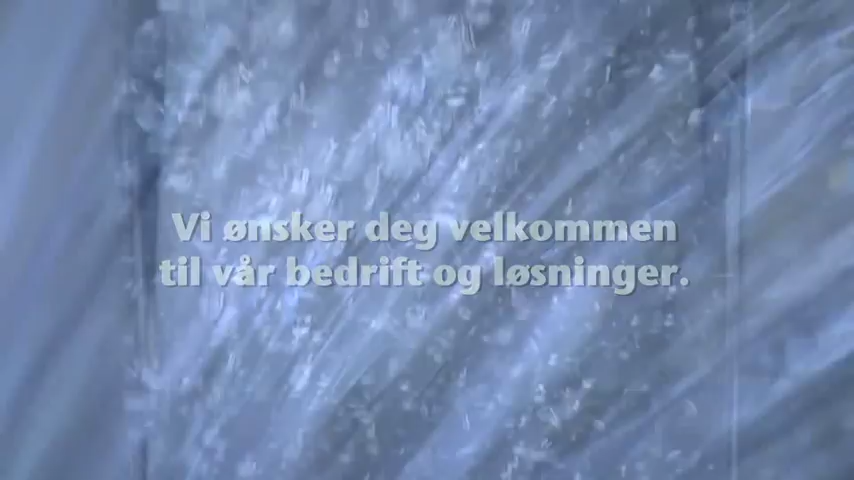 Vi ønsker deg velkommen
til vår bedrift og løsninger.